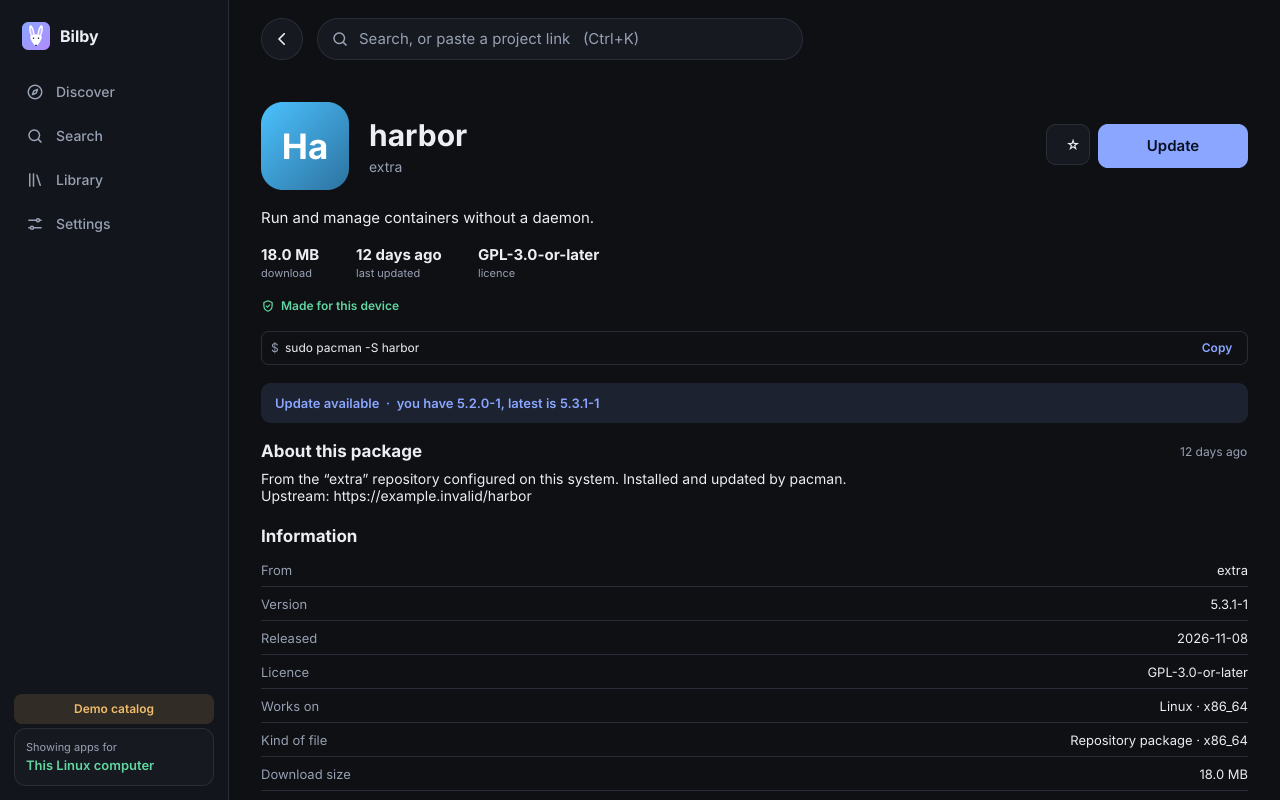 Bilby
Discover
Search
Library
Settings
Demo catalog
Showing apps for
This Linux computer
Search, or paste a project link (Ctrl+K)
Ha
harbor
extra
☆
Update
Run and manage containers without a daemon.
18.0 MB
download
12 days ago
last updated
GPL-3.0-or-later
licence
Made for this device
$ sudo pacman -S harbor
Copy
Update available · you have 5.2.0-1, latest is 5.3.1-1
About this package
12 days ago
From the “extra” repository configured on this system. Installed and updated by pacman.
Upstream: https://example.invalid/harbor
Information
From extra
Version 5.3.1-1
Released 2026-11-08
Licence GPL-3.0-or-later
Works on Linux · x86_64
Kind of file Repository package · x86_64
Download size 18.0 MB